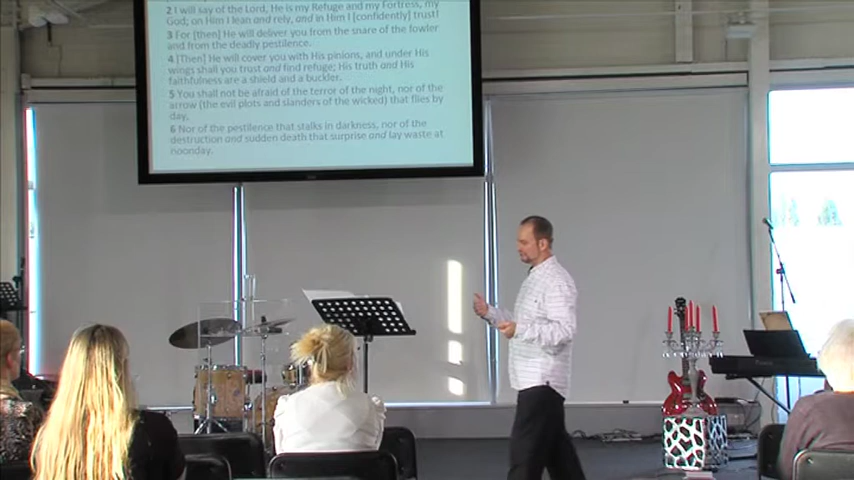 2 I will say of the Lord, He is my Refuge and my Fortress, my
God; on Him I lean and rely, and in Him I [confidently] trust!
3 For [then] He will deliver you from the snare of the fowler
and from the deadly pestilence.
4 [Then] He will cover you with His pinions, and under His
wings shall you trust and find refuge; His truth and His
faithfulness are a shield and a buckler.
5 You shall not be afraid of the terror of the night, nor of the
arrow (the evil plots and slanders of the wicked) that flies by
day,
6 Nor of the pestilence that stalks in darkness, nor of the
destruction and sudden death that surprise and lay waste at
noonday.